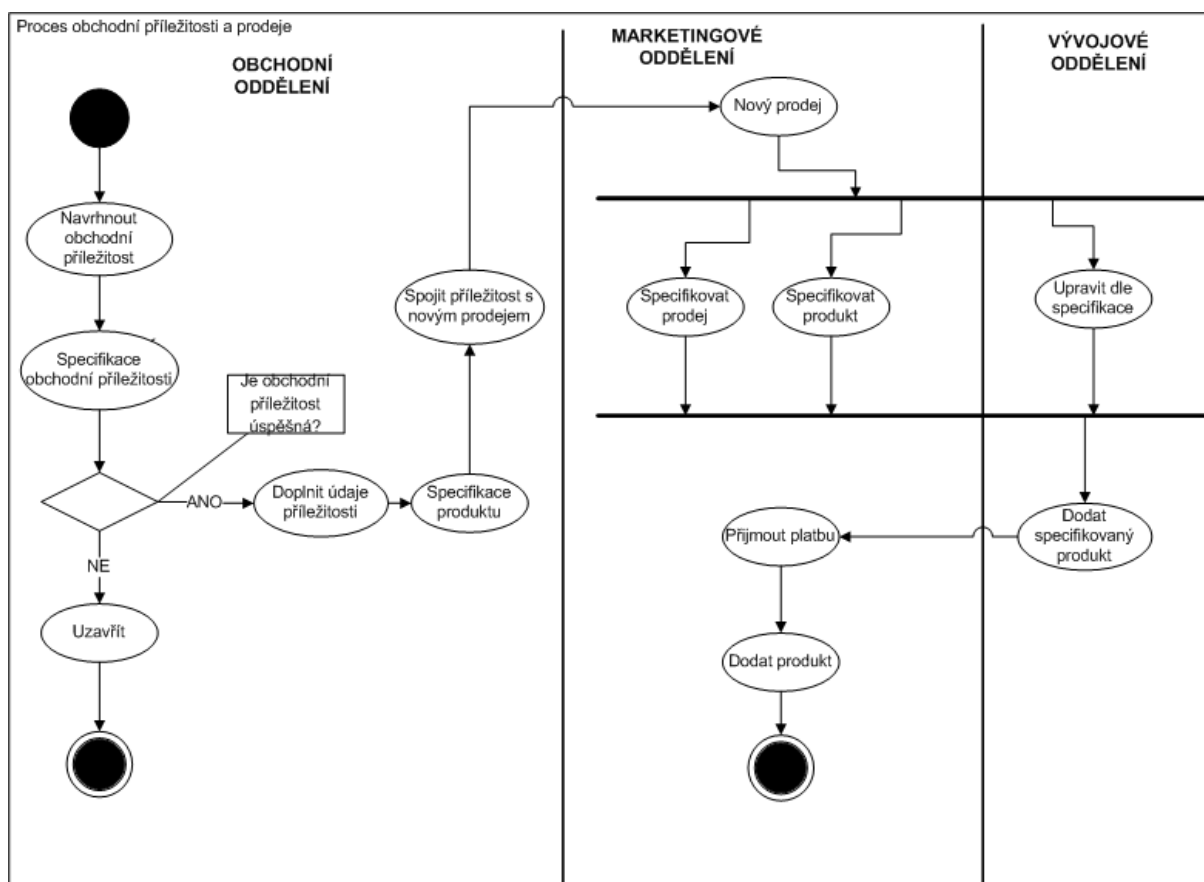 Proces obchodní příležitosti a prodeje
OBCHODNÍ
ODDĚLENÍ
MARKETINGOVÉ
ODDĚLENÍ
VÝVOJOVÉ
ODDĚLENÍ
Navrhnout
obchodní
příležitost
Specifikace
obchodní příležitosti
Je obchodní
příležitost
úspěšná?
ANO
NE
Uzavřít
Doplnit údaje
příležitosti
Specifikace
produktu
Spojit příležitost s
novým prodejem
Nový prodej
Specifikovat
prodej
Specifikovat
produkt
Upravit dle
specifikace
Dodat
specifikovaný
produkt
Přijmout platbu
Dodat produkt